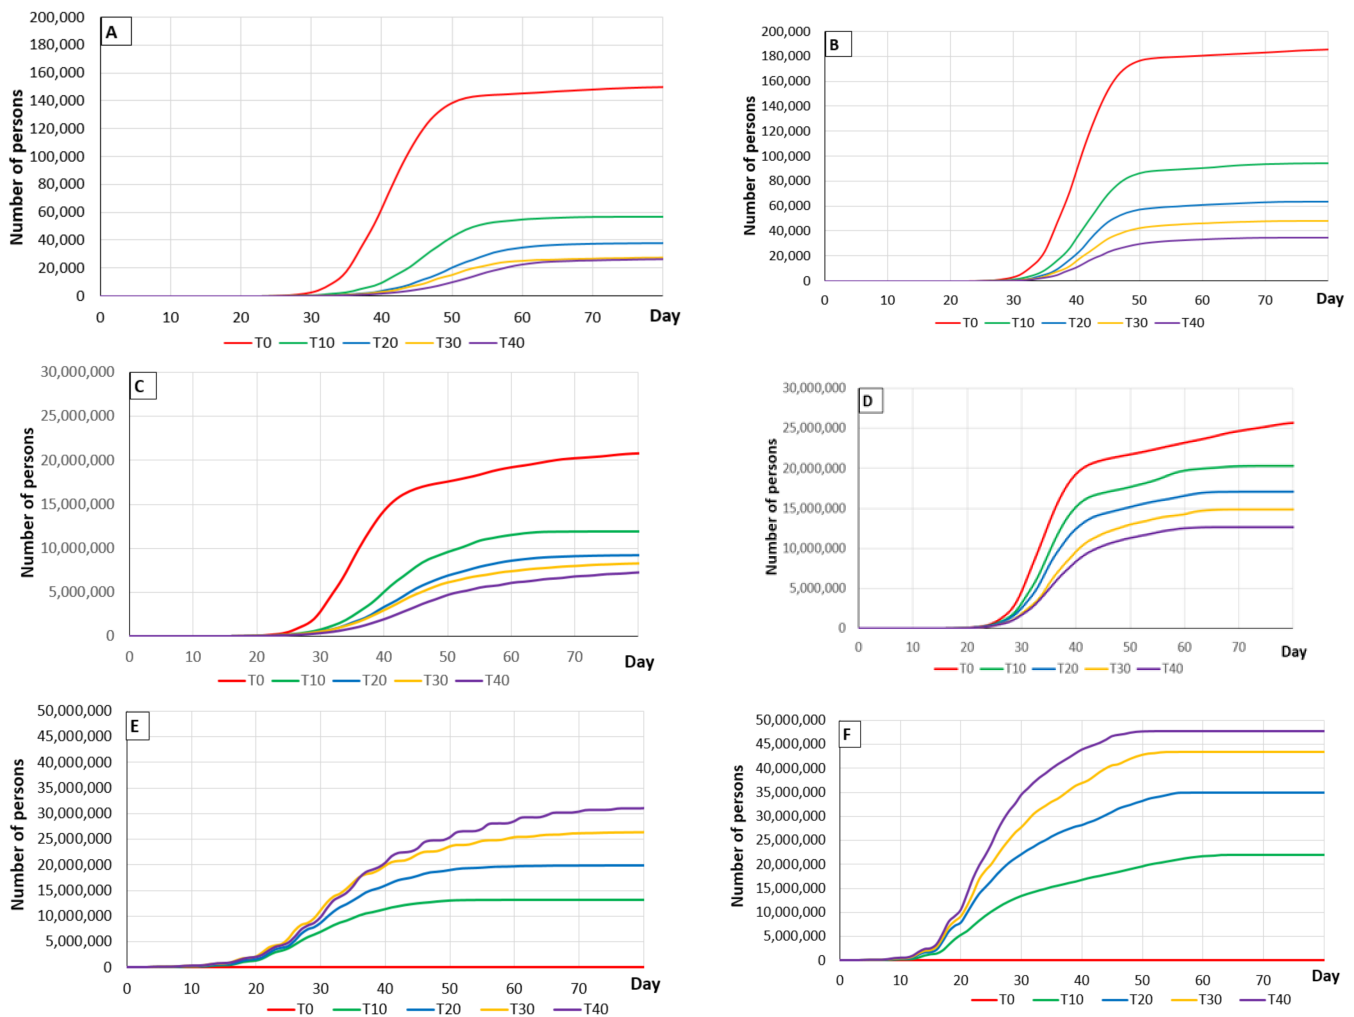 A
Number of persons
200,000
180,000
160,000
140,000
120,000
100,000
80,000
60,000
40,000
20,000
0
0 10 20 30 40 50 60 70 Day
T0 T10 T20 T30 T40
B
Number of persons
200,000
180,000
160,000
140,000
120,000
100,000
80,000
60,000
40,000
20,000
0
0 10 20 30 40 50 60 70 Day
T0 T10 T20 T30 T40
C
Number of persons
30,000,000
25,000,000
20,000,000
15,000,000
10,000,000
5,000,000
0
0 10 20 30 40 50 60 70 Day
T0 T10 T20 T30 T40
D
Number of persons
30,000,000
25,000,000
20,000,000
15,000,000
10,000,000
5,000,000
0
0 10 20 30 40 50 60 70 Day
T0 T10 T20 T30 T40
E
Number of persons
50,000,000
45,000,000
40,000,000
35,000,000
30,000,000
25,000,000
20,000,000
15,000,000
10,000,000
5,000,000
0
0 10 20 30 40 50 60 70 Day
T0 T10 T20 T30 T40
F
Number of persons
50,000,000
45,000,000
40,000,000
35,000,000
30,000,000
25,000,000
20,000,000
15,000,000
10,000,000
5,000,000
0
0 10 20 30 40 50 60 70 Day
T0 T10 T20 T30 T40